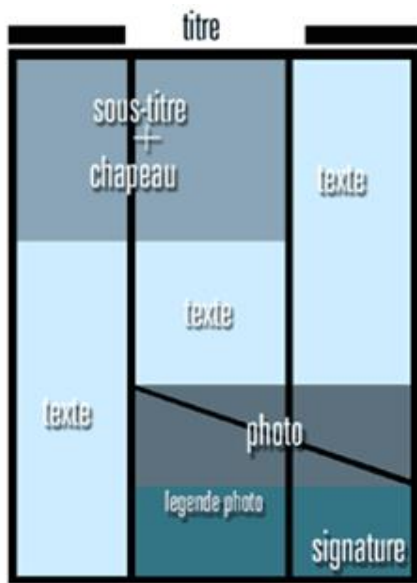 titre
sous-titre
+
chapeau
texte
texte
texte
photo
legende photo
signature